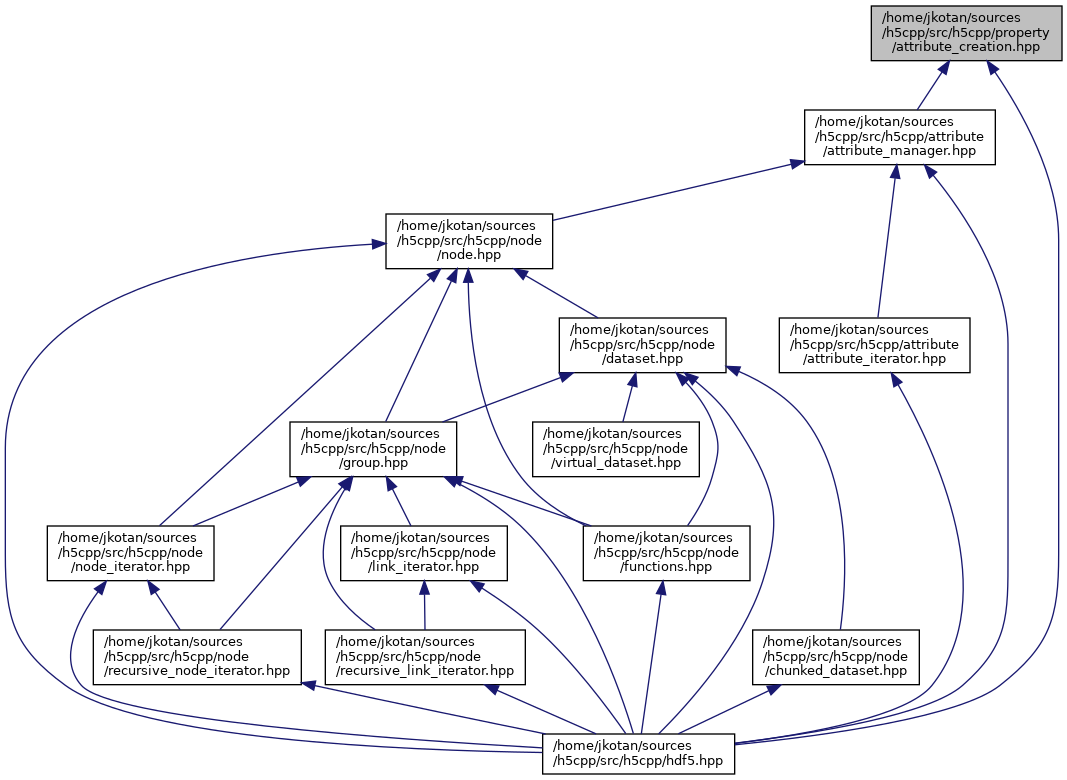 /home/jkotan/sources
/h5cpp/src/h5cpp/property
/attribute_creation.hpp
/home/jkotan/sources
/h5cpp/src/h5cpp/attribute
/attribute_manager.hpp
/home/jkotan/sources
/h5cpp/src/h5cpp/node
/node.hpp
/home/jkotan/sources
/h5cpp/src/h5cpp/node
/dataset.hpp
/home/jkotan/sources
/h5cpp/src/h5cpp/attribute
/attribute_iterator.hpp
/home/jkotan/sources
/h5cpp/src/h5cpp/node
/group.hpp
/home/jkotan/sources
/h5cpp/src/h5cpp/node
/virtual_dataset.hpp
/home/jkotan/sources
/h5cpp/src/h5cpp/node
/node_iterator.hpp
/home/jkotan/sources
/h5cpp/src/h5cpp/node
/link_iterator.hpp
/home/jkotan/sources
/h5cpp/src/h5cpp/node
/functions.hpp
/home/jkotan/sources
/h5cpp/src/h5cpp/node
/recursive_node_iterator.hpp
/home/jkotan/sources
/h5cpp/src/h5cpp/node
/recursive_link_iterator.hpp
/home/jkotan/sources
/h5cpp/src/h5cpp/node
/chunked_dataset.hpp
/home/jkotan/sources
/h5cpp/src/h5cpp/hdf5.hpp